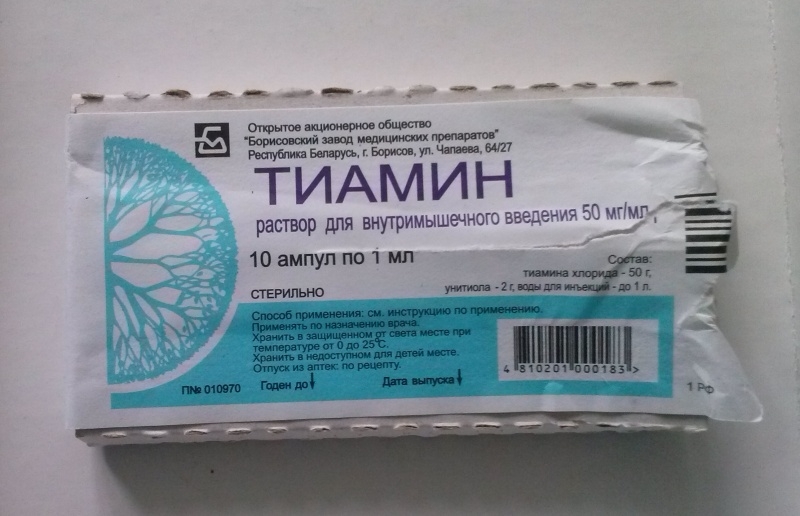 Открытое акционерное общество
"Борисовский завод медицинских препаратов"
Республика Беларусь, г. Борисов, ул. Чапаева, 64/27
ТИАМИН
раствор для внутримышечного введения 50 мг/мл
10 ампул по 1 мл
СТЕРИЛЬНО
Состав:
тиамина хлорида - 50 г,
унитиола - 2 г, воды для инъекций - до 1 л.
Способ применения: см. инструкцию по применению.
Применять по назначению врача.
Хранить в защищенном от света месте при
температуре от 0 до 25°С.
Хранить в недоступном для детей месте.
Отпуск из аптек: по рецепту.
П№ 010970 Годен до Дата выпуска
4 810201 000183 >
1 РФ